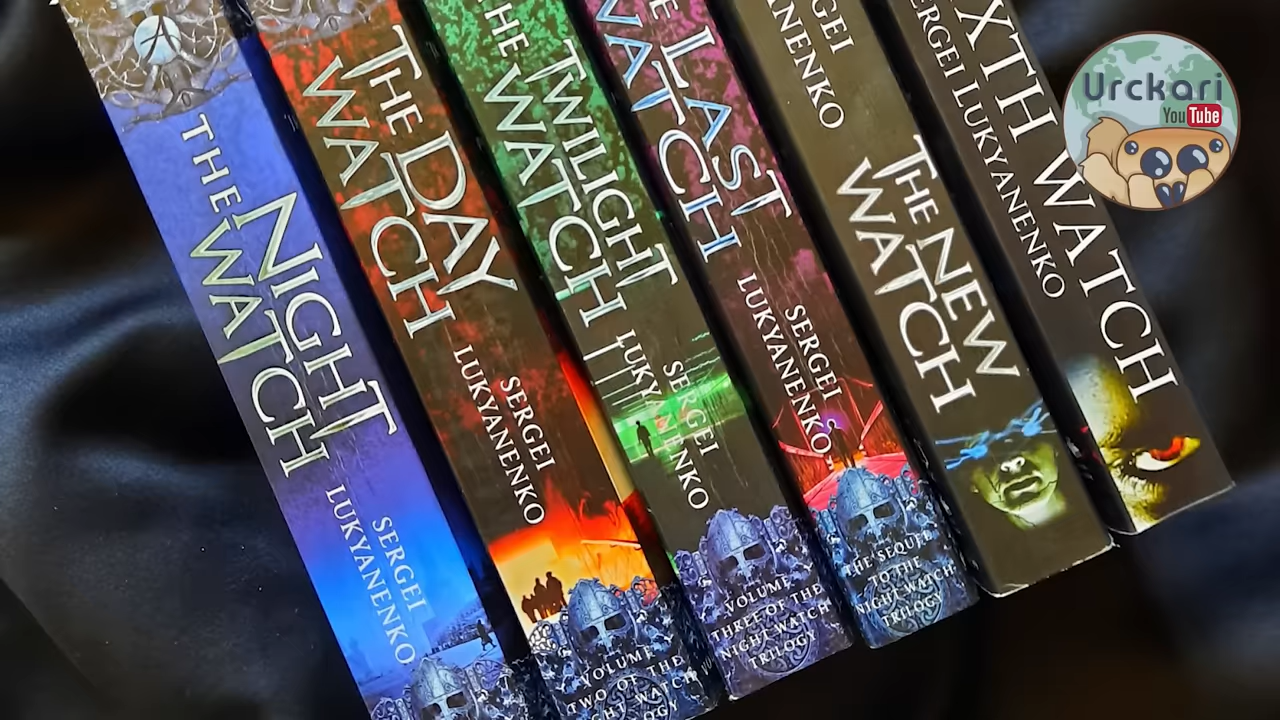 THE
NIGHT
WATCH
SERGEI
LUKYANENKO
THE DAY
WATCH
SERGEI
LUKYANENKO
VOLUME
TWO OF THE
WATCH
TWILIGHT
THE WATCH
SERGEI
LUKYANENKO
VOLUME
THREE OF THE
NIGHT WATCH
TRILOGY
LAST
WATCH
SERGEI
LUKYANENKO
THE SEQUEL
TO THE
NIGHT WATCH
TRILOGY
THE NEW
WATCH
WATCH
LUKYANENKO
Urckari
YouTube